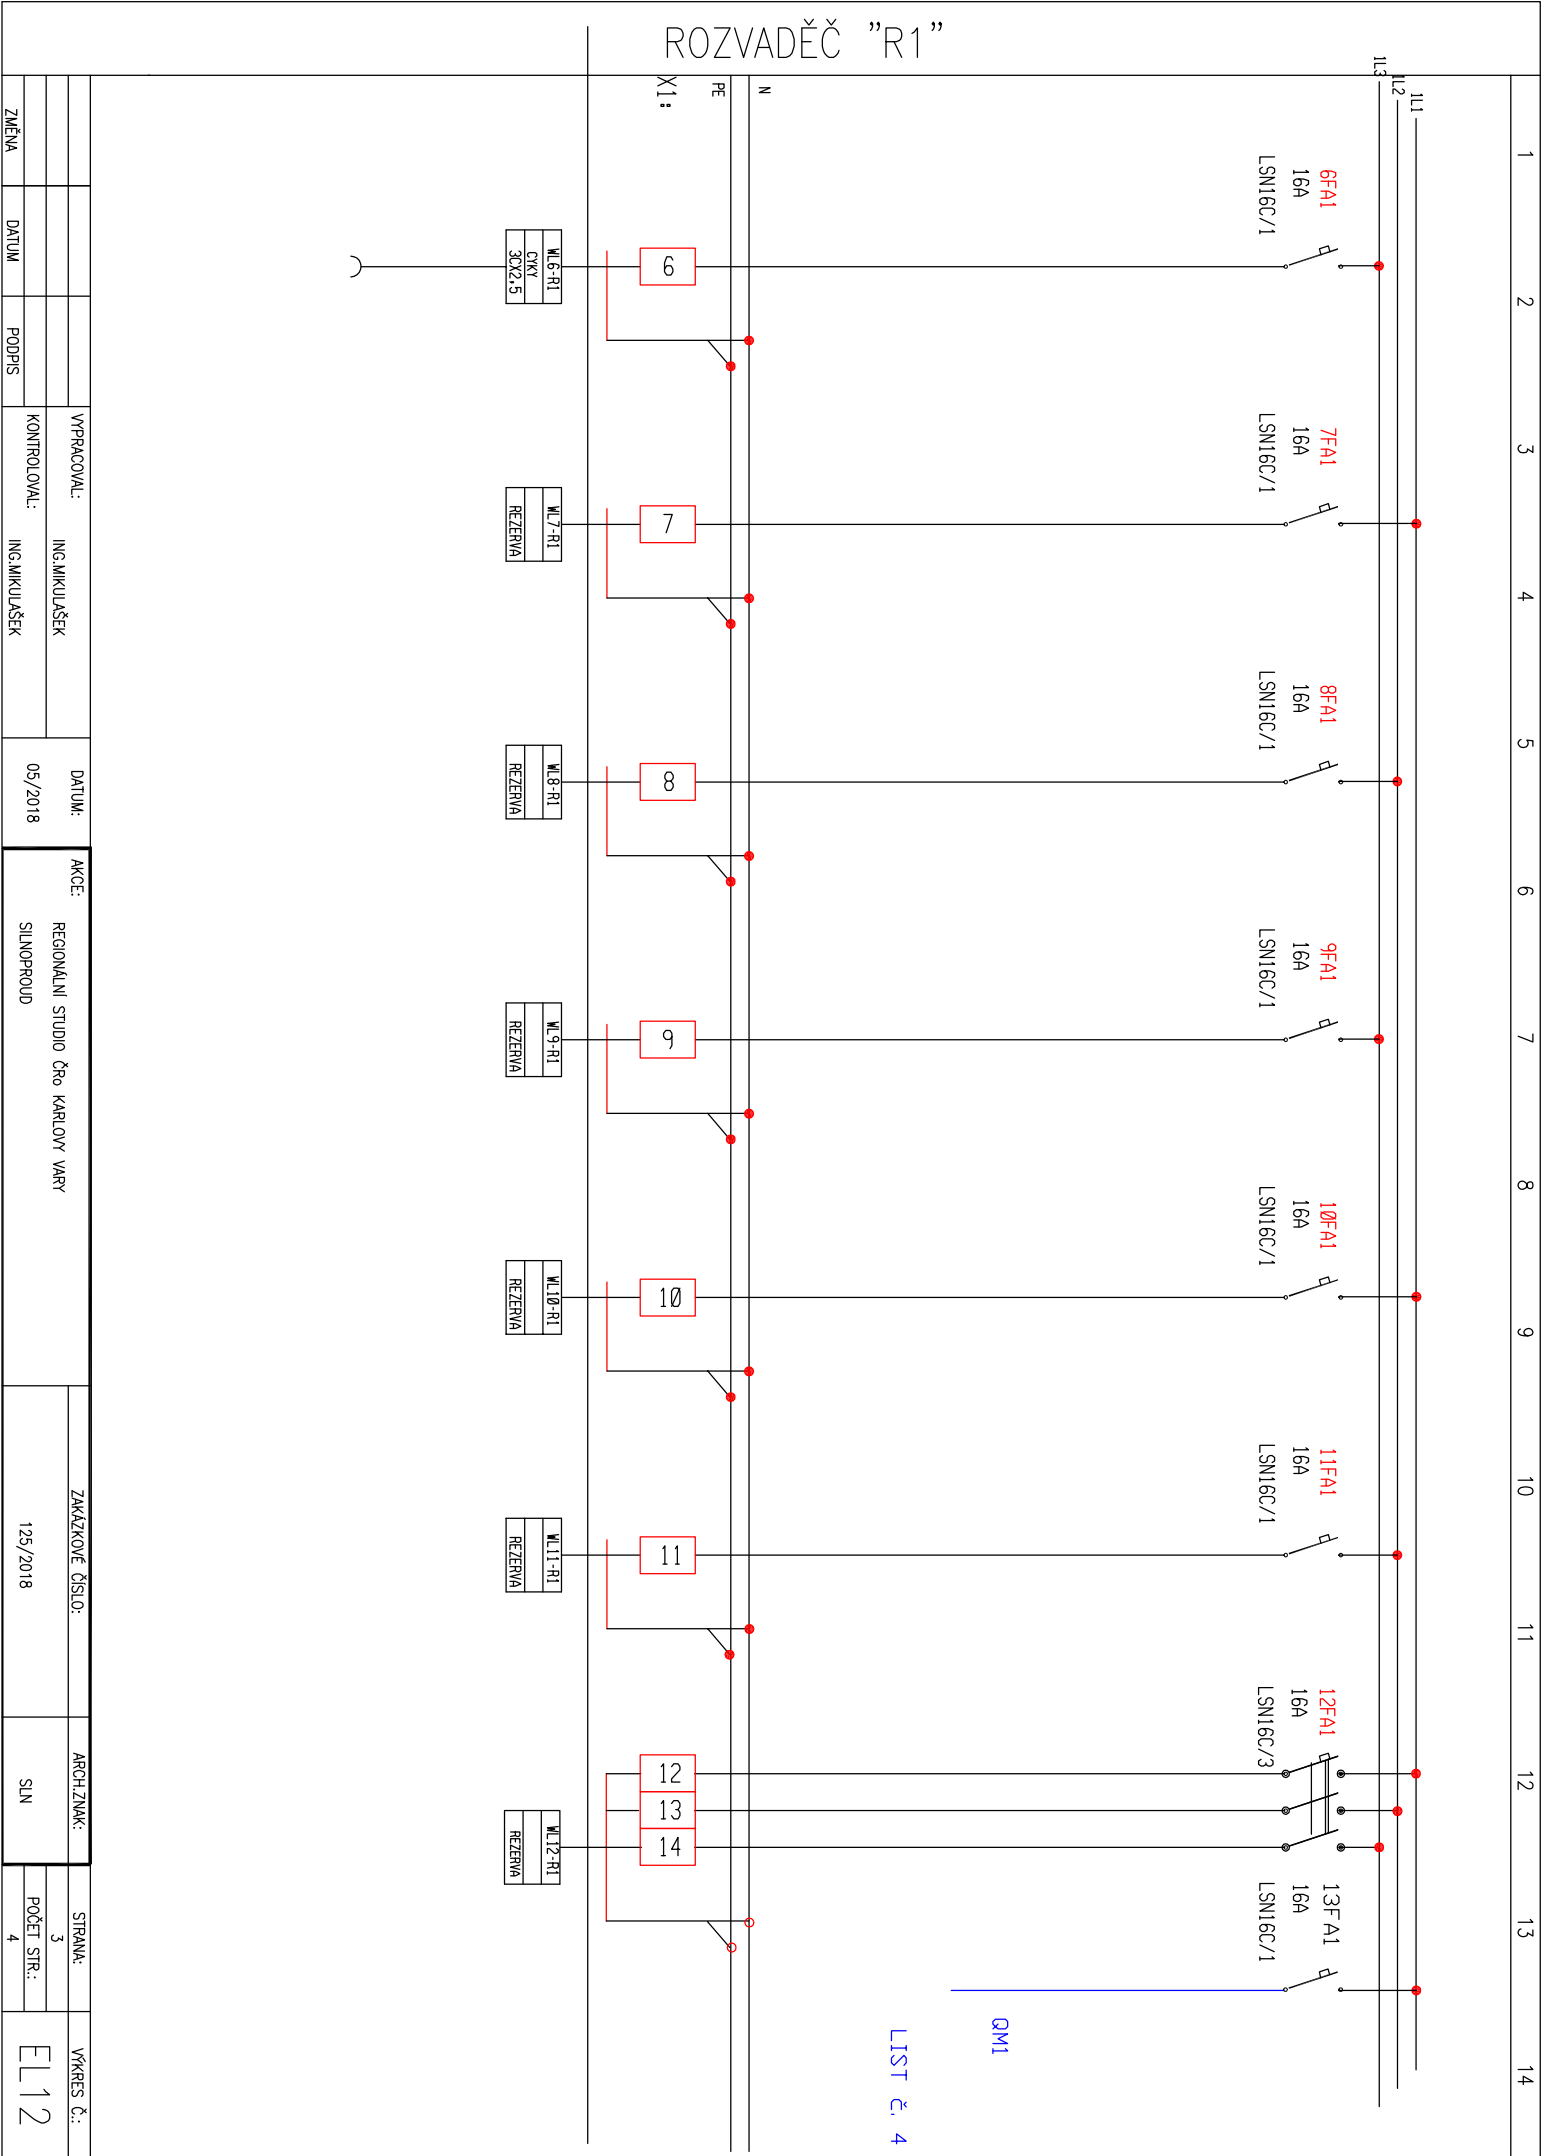 ROZVADĚČ "R1"
1 2 3 4 5 6 7 8 9 10 11 12 13 14
1L1
1L2
1L3
6FA1
16A
LSN16C/1
7FA1
16A
LSN16C/1
8FA1
16A
LSN16C/1
9FA1
16A
LSN16C/1
10FA1
16A
LSN16C/1
11FA1
16A
LSN16C/1
12FA1
16A
LSN16C/3
13FA1
16A
LSN16C/1
QM1
LIST č. 4
N
PE
X1:
6
7
8
9
10
11
12
13
14
WL6-R1
CYKY
3CX2,5
WL7-R1
REZERVA
WL8-R1
REZERVA
WL9-R1
REZERVA
WL10-R1
REZERVA
WL11-R1
REZERVA
WL12-R1
REZERVA
ZMĚNA
DATUM
PODPIS
VYPRACOVAL:
ING.MIKULAŠEK
KONTROLOVAL:
ING.MIKULAŠEK
DATUM:
05/2018
AKCE:
REGIONÁLNÍ STUDIO ČRo KARLOVY VARY
SILNOPROUD
ZAKÁZKOVÉ ČÍSLO:
125/2018
ARCH.ZNAK:
SLN
STRANA:
3
POČET STR.:
4
VÝKRES Č.:
EL12